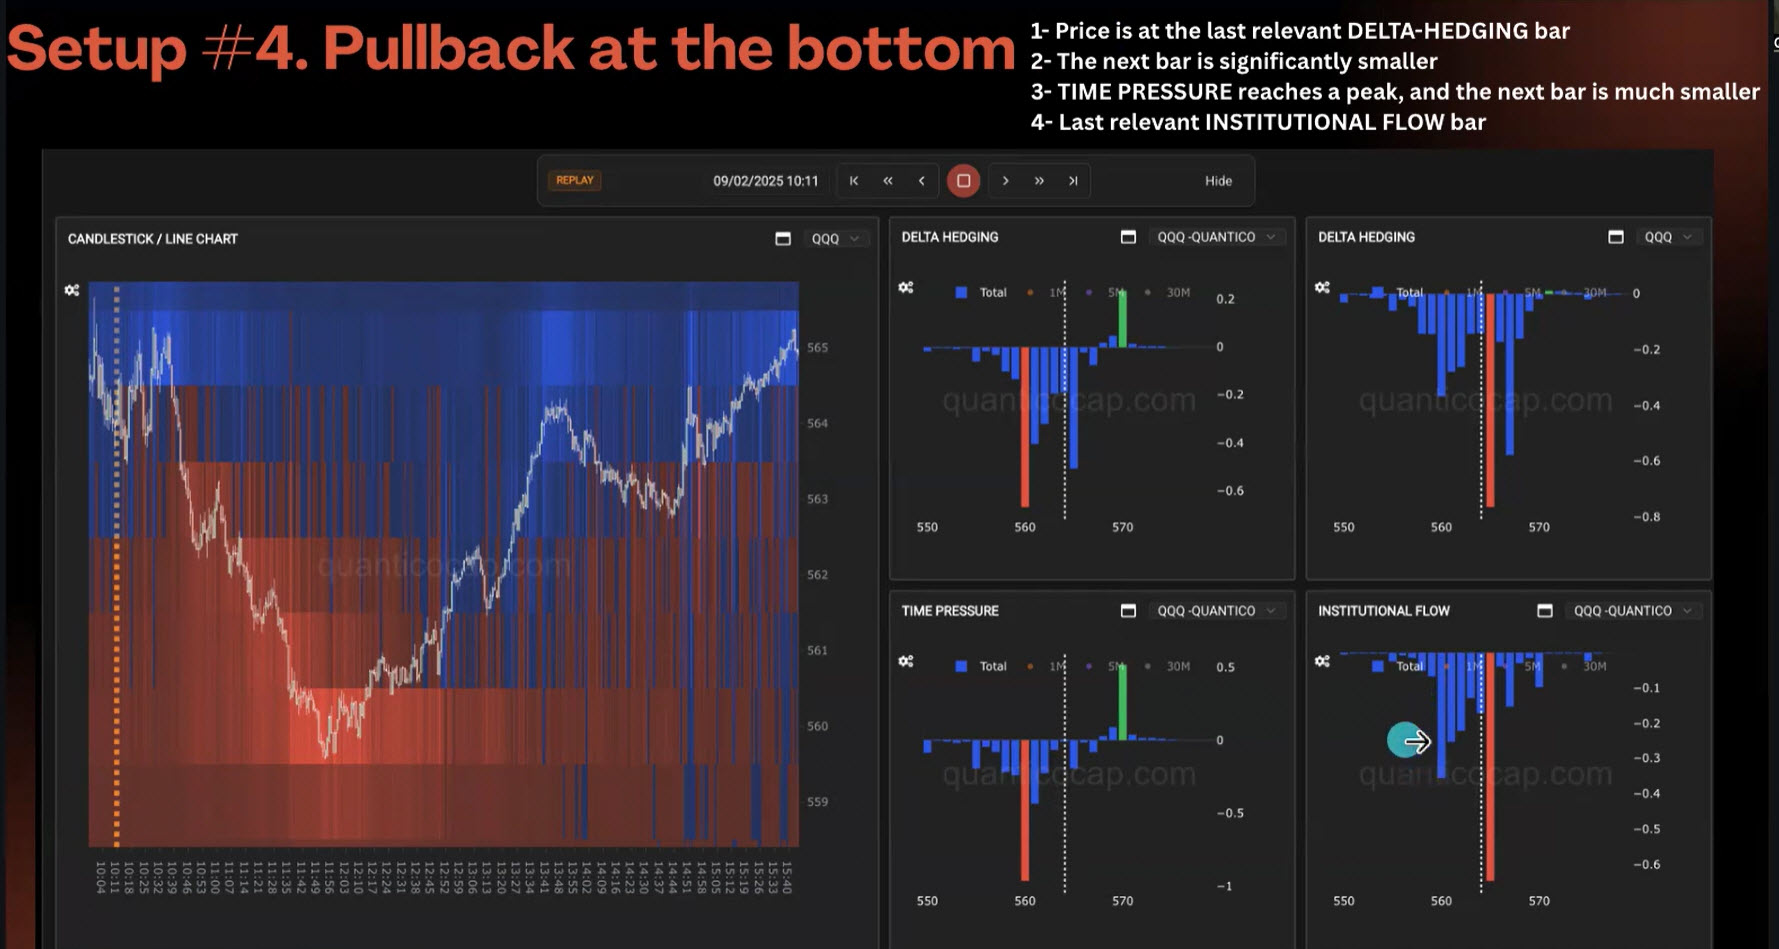 Setup #4. Pullback at the bottom
1- Price is at the last relevant DELTA-HEDGING bar
2- The next bar is significantly smaller
3- TIME PRESSURE reaches a peak, and the next bar is much smaller
4- Last relevant INSTITUTIONAL FLOW bar
REPLAY 09/02/2025 10:11 Hide
CANDLESTICK / LINE CHART QQQ
565
564
563
562
561
560
559
quanticocap.com
10:04 10:11 10:18 10:25 10:32 10:39 10:46 10:53 11:00 11:07 11:14 11:21 11:28 11:35 11:42 11:49 11:56 12:03 12:10 12:17 12:24 12:31 12:38 12:45 12:52 12:59 13:06 13:13 13:20 13:27 13:34 13:41 13:48 13:55 14:02 14:09 14:16 14:23 14:30 14:37 14:44 14:51 14:58 15:05 15:12 15:19 15:26 15:33 15:40
DELTA HEDGING QQQ -QUANTICO
Total 1M 5M 30M
0.2
0
−0.2
quanticocap.com
−0.4
−0.6
550 560 570
DELTA HEDGING QQQ
Total 1M 5M 30M
0
−0.2
quanticocap.com
−0.4
−0.6
−0.8
550 560 570
TIME PRESSURE QQQ -QUANTICO
Total 1M 5M 30M
0.5
0
quanticocap.com
−0.5
−1
550 560 570
INSTITUTIONAL FLOW QQQ -QUANTICO
Total 1M 5M 30M
−0.1
−0.2
−0.3
quanticocap.com
−0.4
−0.5
−0.6
550 560 570